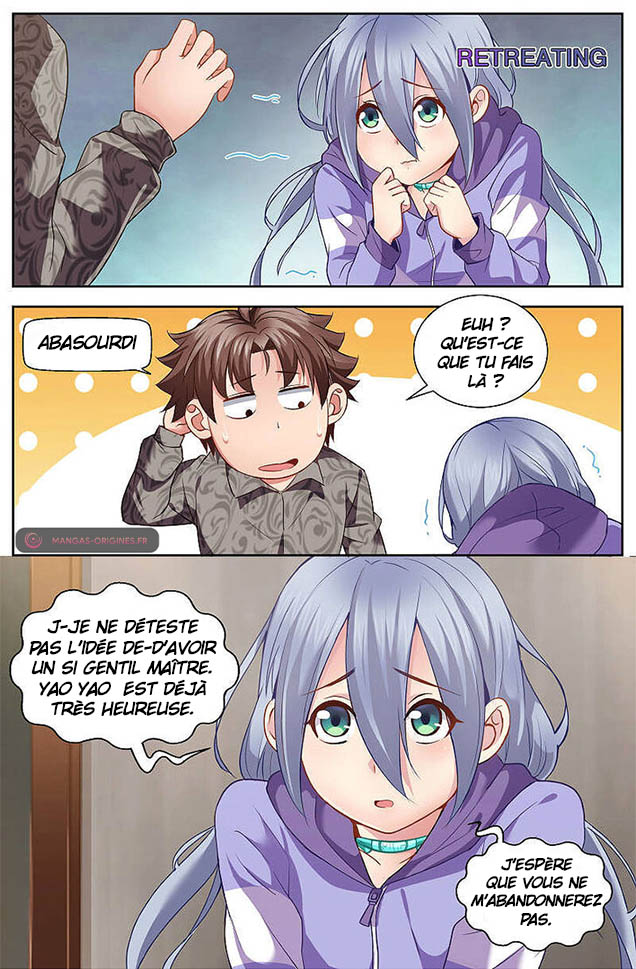 RETREATING
ABASOURDI
EUH ?
QU'EST-CE
QUE TU FAIS
LÀ ?
MANGAS-ORIGINES.FR
J-JE NE DÉTESTE
PAS L'IDÉE DE-D'AVOIR
UN SI GENTIL MAÎTRE.
YAO YAO EST DÉJÀ
TRÈS HEUREUSE.
J'ESPÈRE
QUE VOUS NE
M'ABANDONNEREZ
PAS.